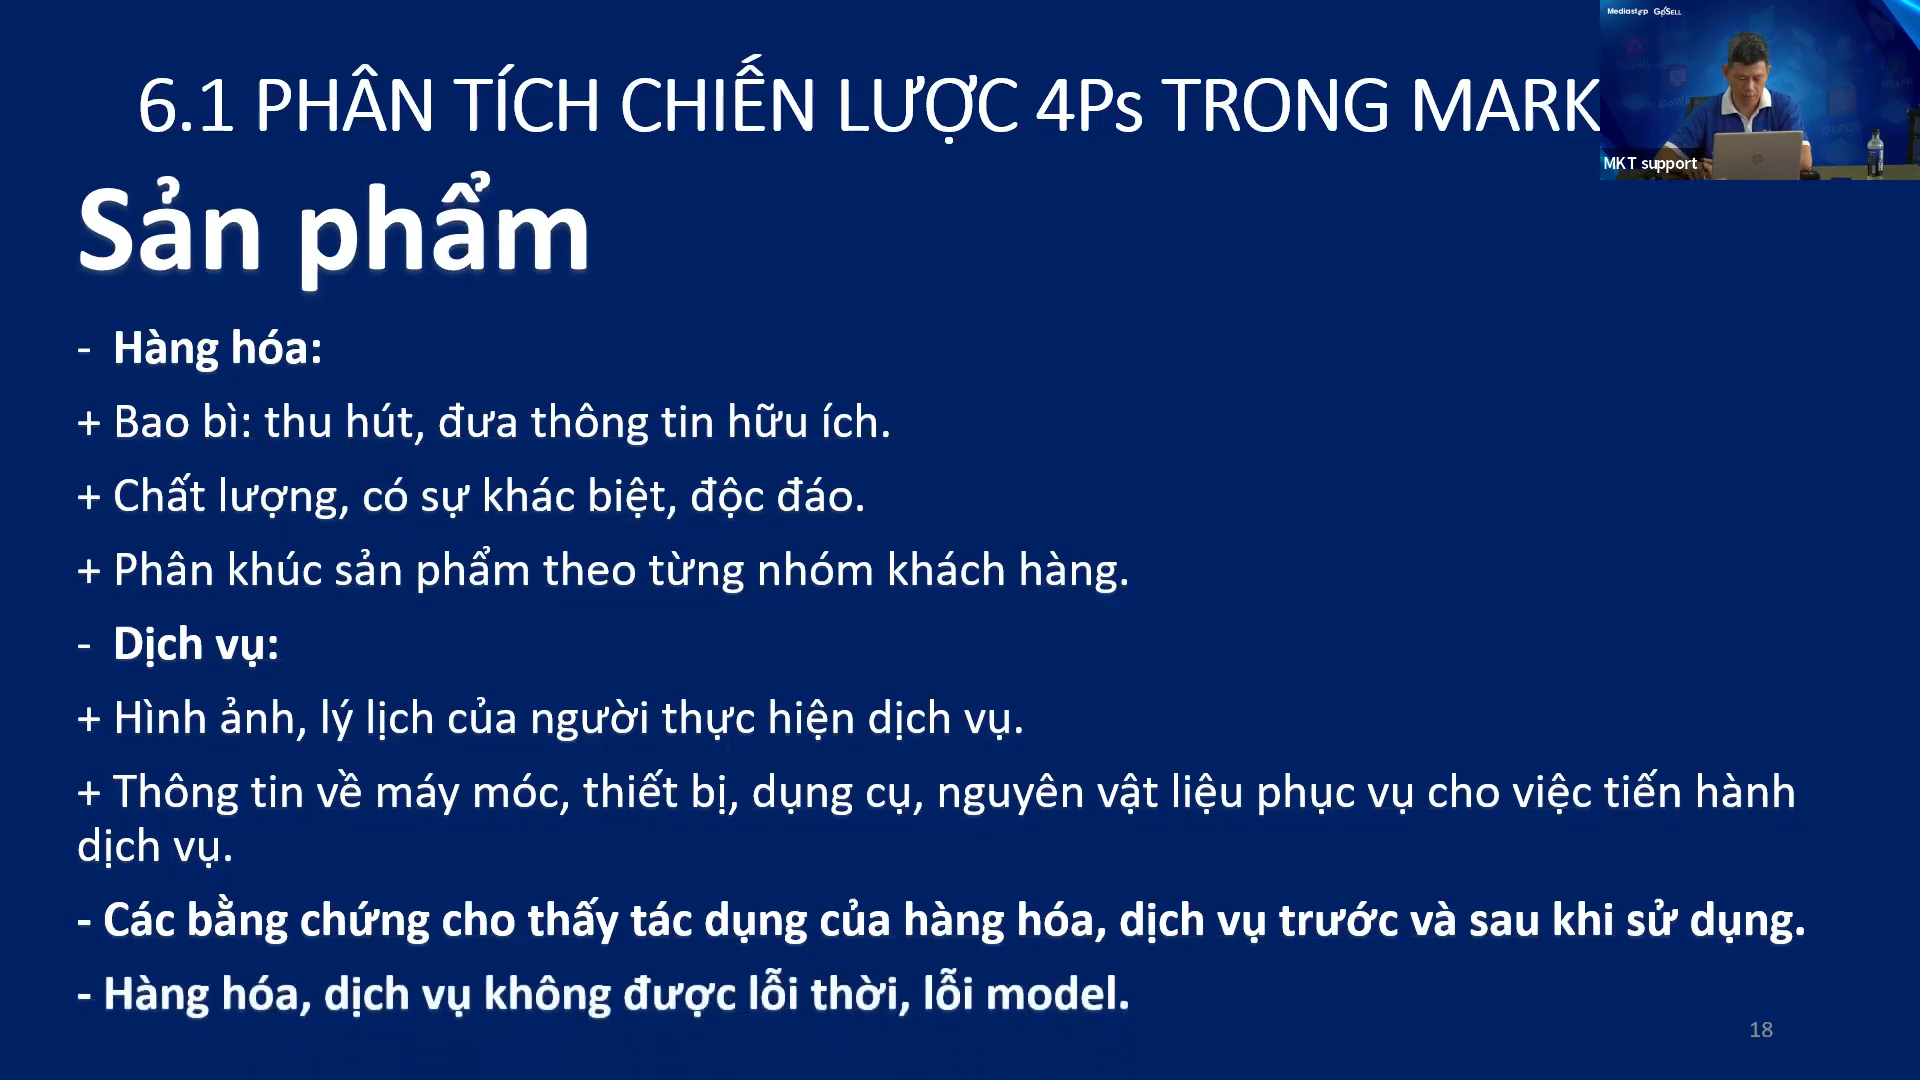 6.1 PHÂN TÍCH CHIẾN LƯỢC 4Ps TRONG MARK
Mediastep GoSELL
MKT support
Sản phẩm
- Hàng hóa:
+ Bao bì: thu hút, đưa thông tin hữu ích.
+ Chất lượng, có sự khác biệt, độc đáo.
+ Phân khúc sản phẩm theo từng nhóm khách hàng.
- Dịch vụ:
+ Hình ảnh, lý lịch của người thực hiện dịch vụ.
+ Thông tin về máy móc, thiết bị, dụng cụ, nguyên vật liệu phục vụ cho việc tiến hành
dịch vụ.
- Các bằng chứng cho thấy tác dụng của hàng hóa, dịch vụ trước và sau khi sử dụng.
- Hàng hóa, dịch vụ không được lỗi thời, lỗi model.
18